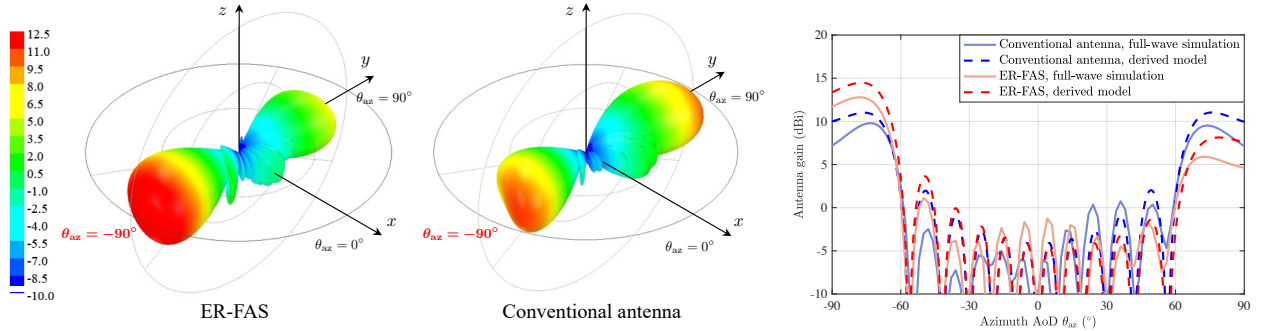 12.5
11.0
9.5
8.0
6.5
5.0
3.5
2.0
0.5
-1.0
-2.5
-4.0
-5.5
-7.0
-8.5
-10.0
z
y
θaz = 90°
x
θaz = 0°
θaz = −90°
ER-FAS
z
y
θaz = 90°
x
θaz = 0°
θaz = −90°
Conventional antenna
Conventional antenna, full-wave simulation
Conventional antenna, derived model
ER-FAS, full-wave simulation
ER-FAS, derived model
Antenna gain (dBi)
20
15
10
5
0
-5
-10
-90 -60 -30 0 30 60 90
Azimuth AoD θaz (°)